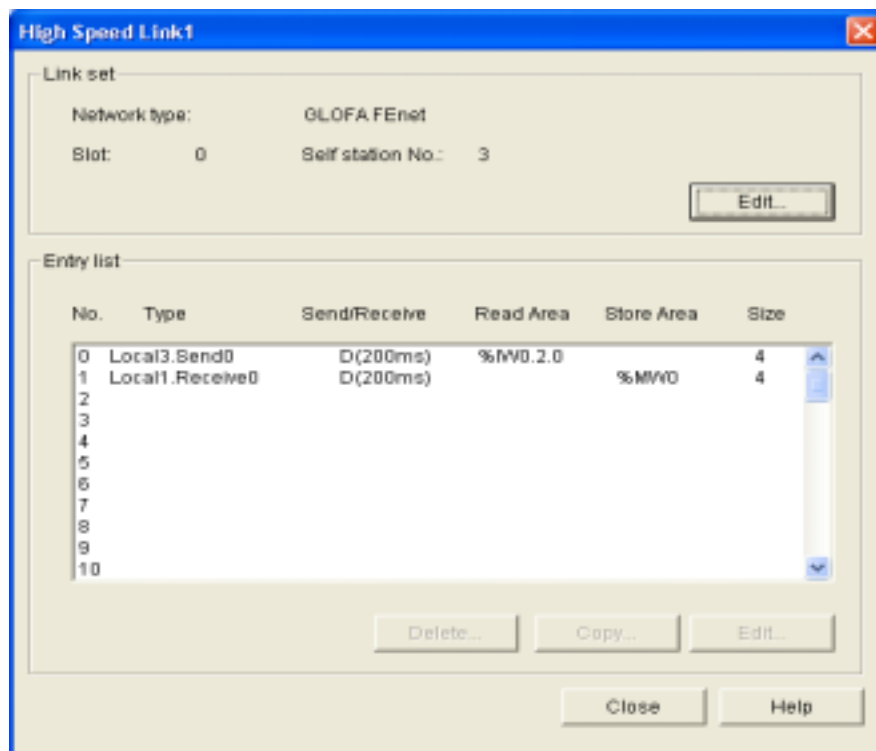 High Speed Link1
Link set
Network type: GLOFA FEnet
Slot: 0 Self station No.: 3
Edit...
Entry list
No. Type Send/Receive Read Area Store Area Size
0 Local3.Send0 D(200ms) %IW0.2.0 4
1 Local1.Receive0 D(200ms) %MW0 4
2
3
4
5
6
7
8
9
10
Delete... Copy... Edit...
Close Help